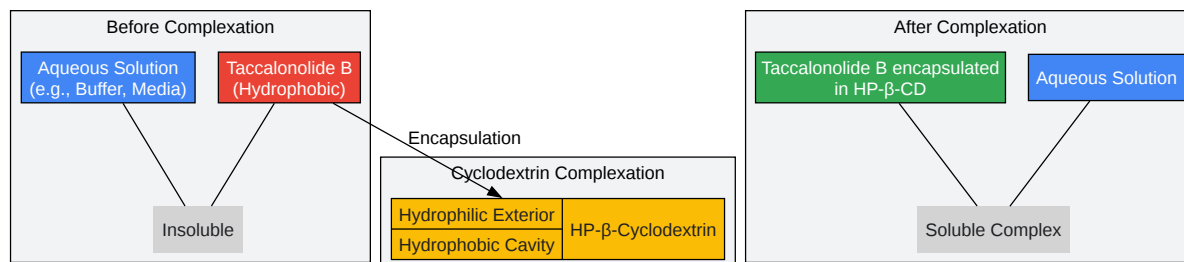 Before Complexation
Aqueous Solution
(e.g., Buffer, Media)
Taccalonolide B
(Hydrophobic)
Insoluble
Encapsulation
Cyclodextrin Complexation
Hydrophilic Exterior
Hydrophobic Cavity
HP-β-Cyclodextrin
After Complexation
Taccalonolide B encapsulated
in HP-β-CD
Aqueous Solution
Soluble Complex